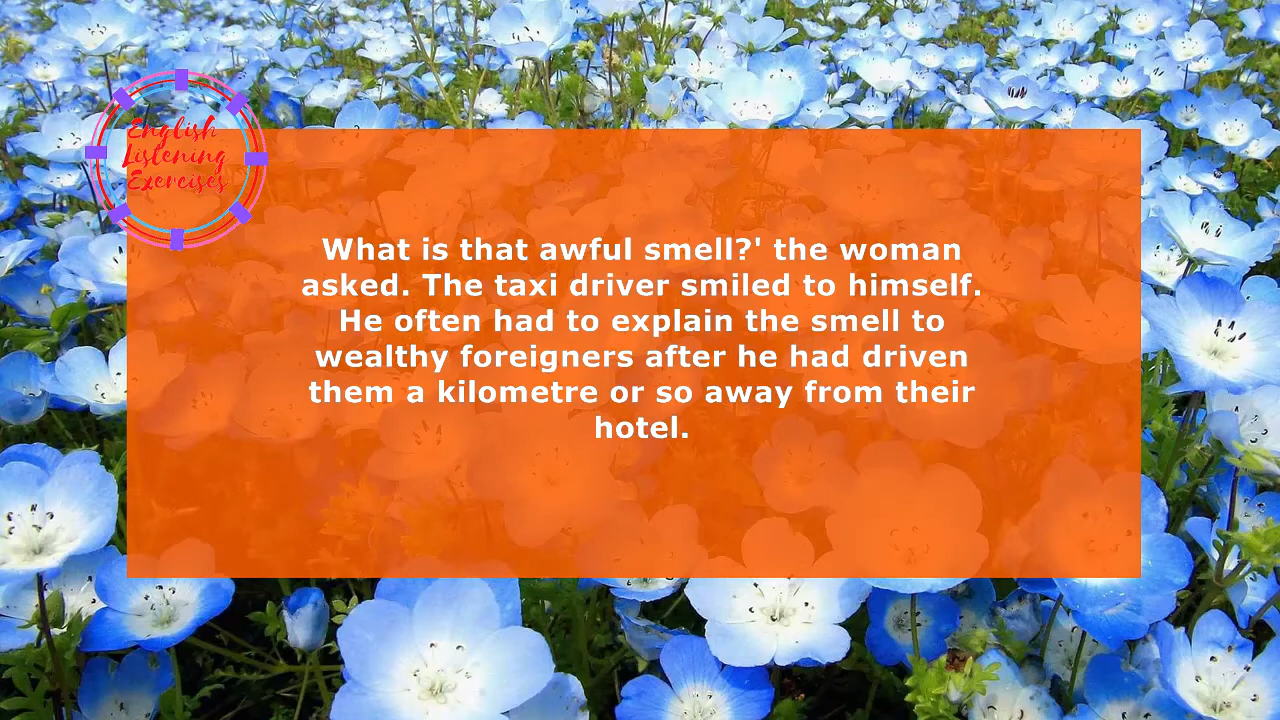 English
Listening
Exercises
What is that awful smell?' the woman
asked. The taxi driver smiled to himself.
He often had to explain the smell to
wealthy foreigners after he had driven
them a kilometre or so away from their
hotel.